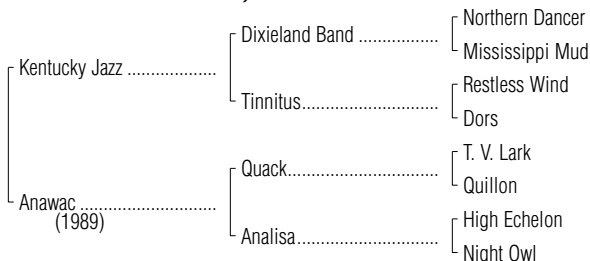 Northern Dancer
Dixieland Band ..................
Mississippi Mud
Kentucky Jazz ...................
Restless Wind
Tinnitus.............................
Dors
T. V. Lark
Quack................................
Quillon
Anawac .............................
(1989)
High Echelon
Analisa..............................
Night Owl